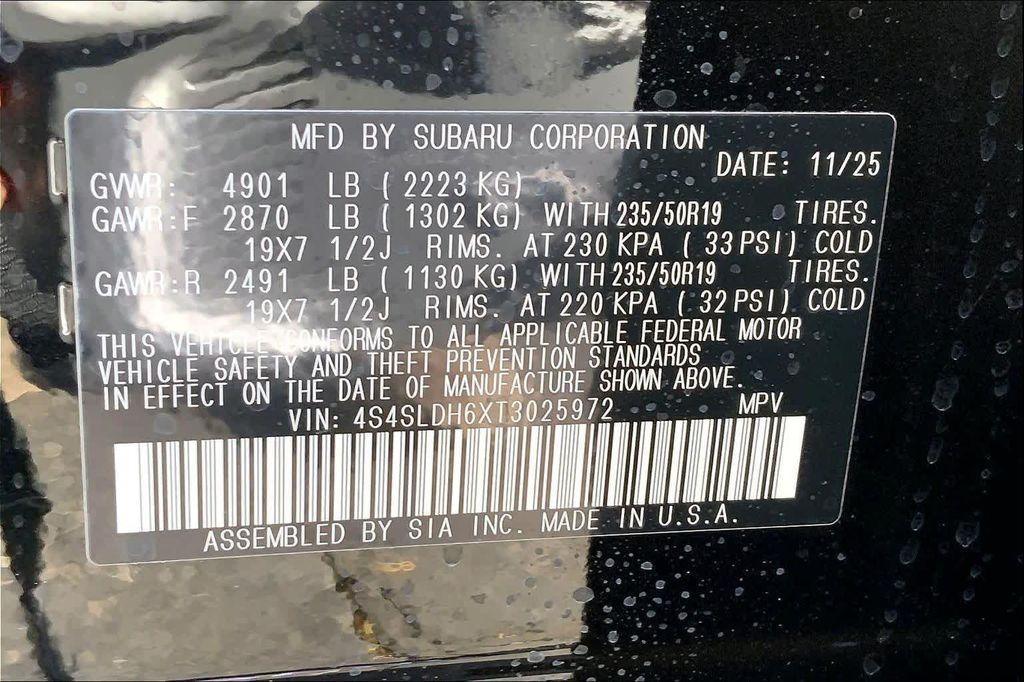 MFD BY SUBARU CORPORATION
DATE: 11/25
GVWR: 4901 LB ( 2223 KG)
GAWR:F 2870 LB ( 1302 KG) WITH 235/50R19 TIRES.
19X7 1/2J RIMS. AT 230 KPA ( 33 PSI) COLD
GAWR:R 2491 LB ( 1130 KG) WITH 235/50R19 TIRES.
19X7 1/2J RIMS. AT 220 KPA ( 32 PSI) COLD
THIS VEHICLE CONFORMS TO ALL APPLICABLE FEDERAL MOTOR
VEHICLE SAFETY AND THEFT PREVENTION STANDARDS
IN EFFECT ON THE DATE OF MANUFACTURE SHOWN ABOVE.
VIN: 4S4SLDH6XT3025972 MPV
ASSEMBLED BY SIA INC. MADE IN U.S.A.